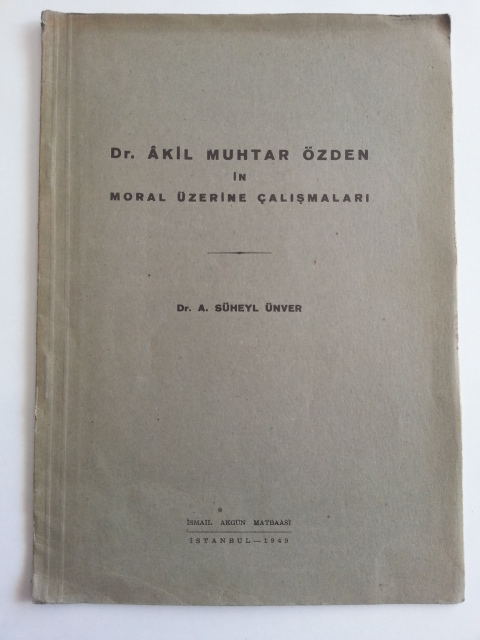 Dr. ÂKİL MUHTAR ÖZDEN
İN
MORAL ÜZERİNE ÇALIŞMALARI
Dr. A. SÜHEYL ÜNVER
İSMAİL AKGÜN MATBAASI
İSTANBUL—1949